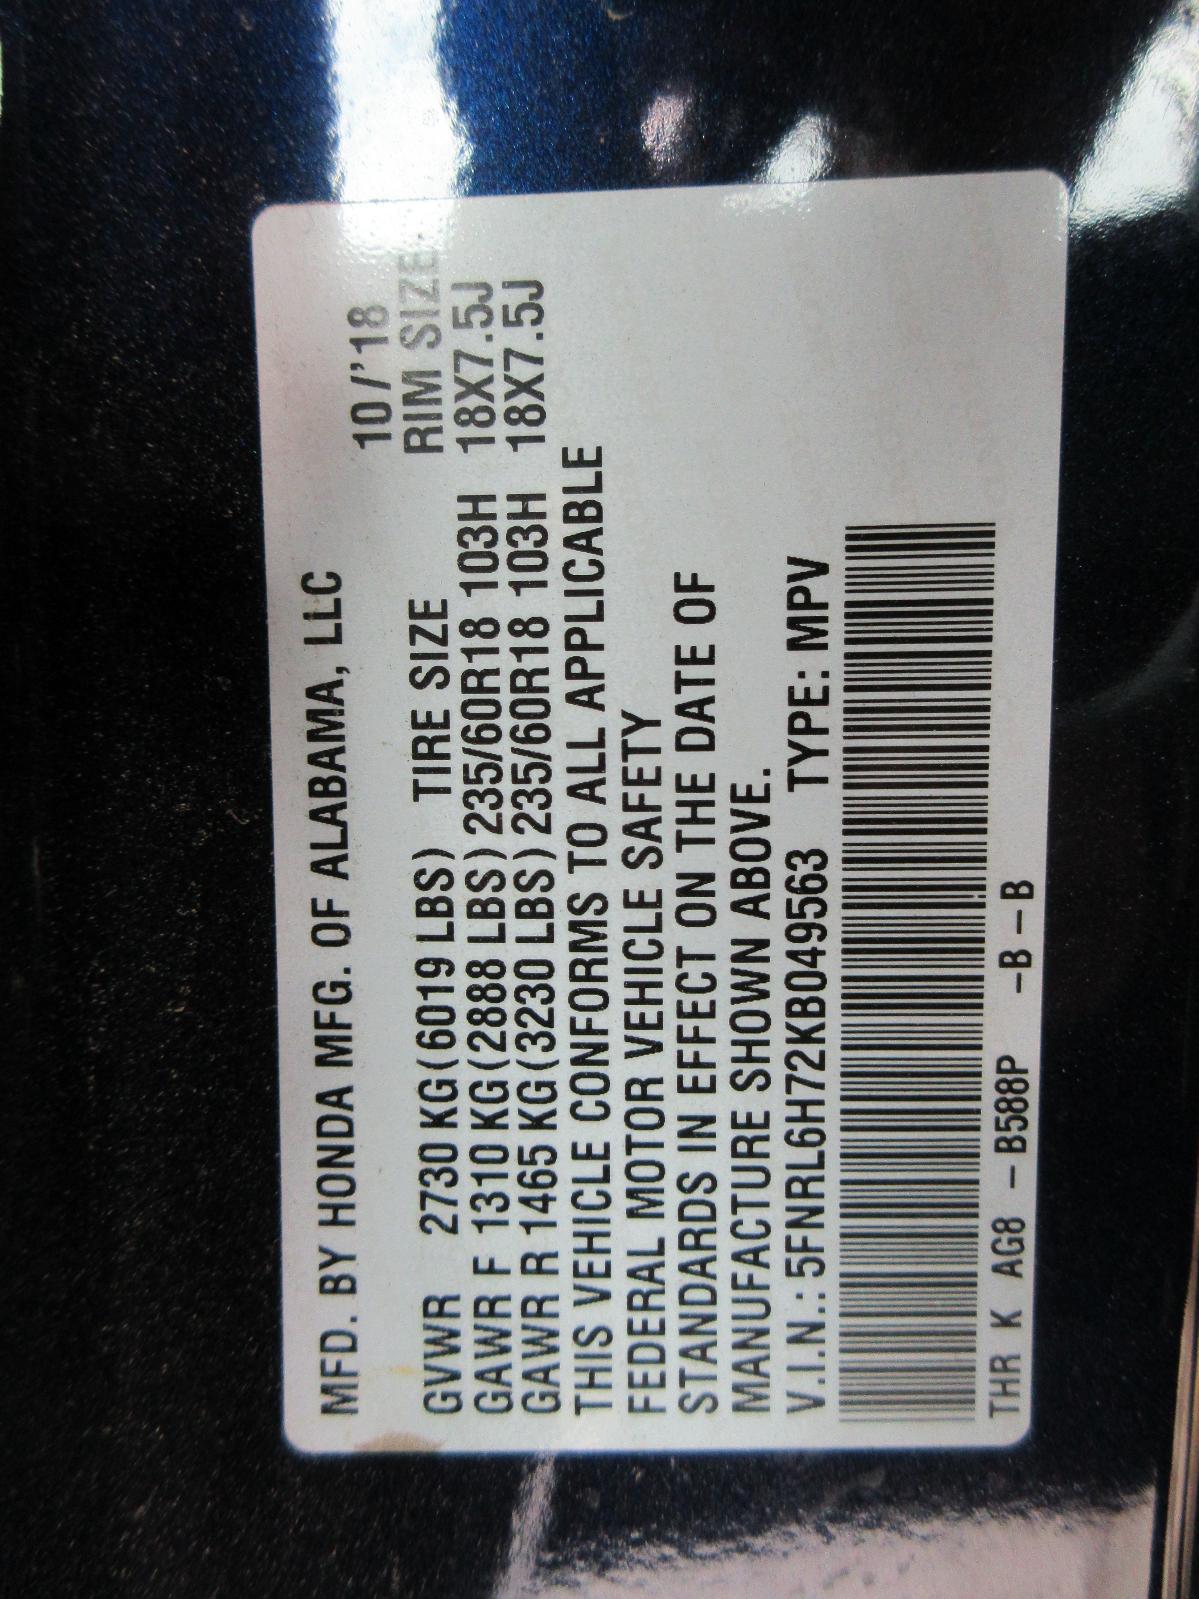 MFD. BY HONDA MFG. OF ALABAMA, LLC
10/'18
GVWR 2730 KG(6019 LBS) TIRE SIZE RIM SIZE
GAWR F 1310 KG(2888 LBS) 235/60R18 103H 18X7.5J
GAWR R 1465 KG(3230 LBS) 235/60R18 103H 18X7.5J
THIS VEHICLE CONFORMS TO ALL APPLICABLE
FEDERAL MOTOR VEHICLE SAFETY
STANDARDS IN EFFECT ON THE DATE OF
MANUFACTURE SHOWN ABOVE.
V.I.N.: 5FNRL6H72KB049563 TYPE: MPV
THR K AG8 -B588P -B-B